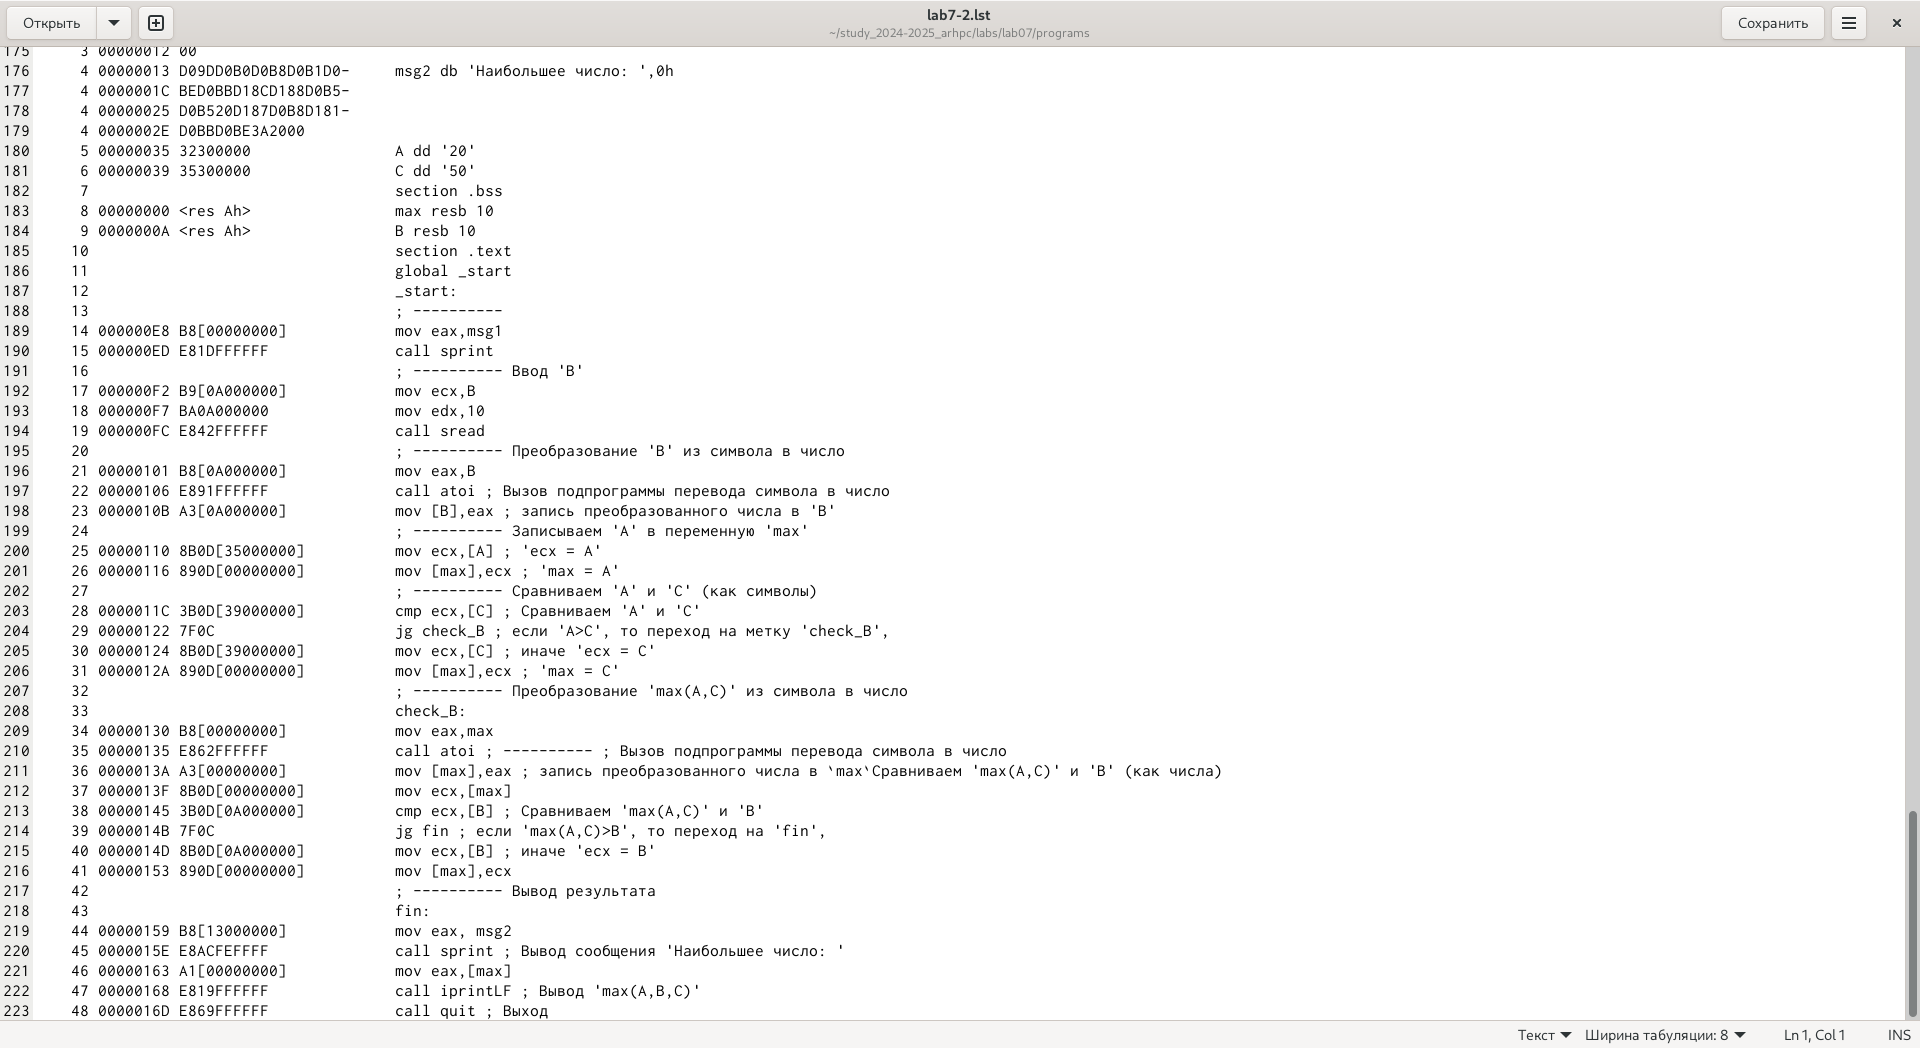 Открыть
lab7-2.lst
~/study_2024-2025_arhpc/labs/lab07/programs
Сохранить
175 3 00000012 00
176 4 00000013 D09DD0B0D0B8D0B1D0- msg2 db 'Наибольшее число: ',0h
177 4 0000001C BED0BBD18CD188D0B5-
178 4 00000025 D0B520D187D0B8D181-
179 4 0000002E D0BBD0BE3A2000
180 5 00000035 32300000 A dd '20'
181 6 00000039 35300000 C dd '50'
182 7 section .bss
183 8 00000000 <res Ah> max resb 10
184 9 0000000A <res Ah> B resb 10
185 10 section .text
186 11 global _start
187 12 _start:
188 13 ; ----------
189 14 000000E8 B8[00000000] mov eax,msg1
190 15 000000ED E81DFFFFFF call sprint
191 16 ; ---------- Ввод 'B'
192 17 000000F2 B9[0A000000] mov ecx,B
193 18 000000F7 BA0A000000 mov edx,10
194 19 000000FC E842FFFFFF call sread
195 20 ; ---------- Преобразование 'B' из символа в число
196 21 00000101 B8[0A000000] mov eax,B
197 22 00000106 E891FFFFFF call atoi ; Вызов подпрограммы перевода символа в число
198 23 0000010B A3[0A000000] mov [B],eax ; запись преобразованного числа в 'B'
199 24 ; ---------- Записываем 'A' в переменную 'max'
200 25 00000110 8B0D[35000000] mov ecx,[A] ; 'ecx = A'
201 26 00000116 890D[00000000] mov [max],ecx ; 'max = A'
202 27 ; ---------- Сравниваем 'A' и 'C' (как символы)
203 28 0000011C 3B0D[39000000] cmp ecx,[C] ; Сравниваем 'A' и 'C'
204 29 00000122 7F0C jg check_B ; если 'A>C', то переход на метку 'check_B',
205 30 00000124 8B0D[39000000] mov ecx,[C] ; иначе 'ecx = C'
206 31 0000012A 890D[00000000] mov [max],ecx ; 'max = C'
207 32 ; ---------- Преобразование 'max(A,C)' из символа в число
208 33 check_B:
209 34 00000130 B8[00000000] mov eax,max
210 35 00000135 E862FFFFFF call atoi ; ---------- ; Вызов подпрограммы перевода символа в число
211 36 0000013A A3[00000000] mov [max],eax ; запись преобразованного числа в `max`Сравниваем 'max(A,C)' и 'B' (как числа)
212 37 0000013F 8B0D[00000000] mov ecx,[max]
213 38 00000145 3B0D[0A000000] cmp ecx,[B] ; Сравниваем 'max(A,C)' и 'B'
214 39 0000014B 7F0C jg fin ; если 'max(A,C)>B', то переход на 'fin',
215 40 0000014D 8B0D[0A000000] mov ecx,[B] ; иначе 'ecx = B'
216 41 00000153 890D[00000000] mov [max],ecx
217 42 ; ---------- Вывод результата
218 43 fin:
219 44 00000159 B8[13000000] mov eax, msg2
220 45 0000015E E8ACFEFFFF call sprint ; Вывод сообщения 'Наибольшее число: '
221 46 00000163 A1[00000000] mov eax,[max]
222 47 00000168 E819FFFFFF call iprintLF ; Вывод 'max(A,B,C)'
223 48 0000016D E869FFFFFF call quit ; Выход
Текст Ширина табуляции: 8 Ln 1, Col 1 INS